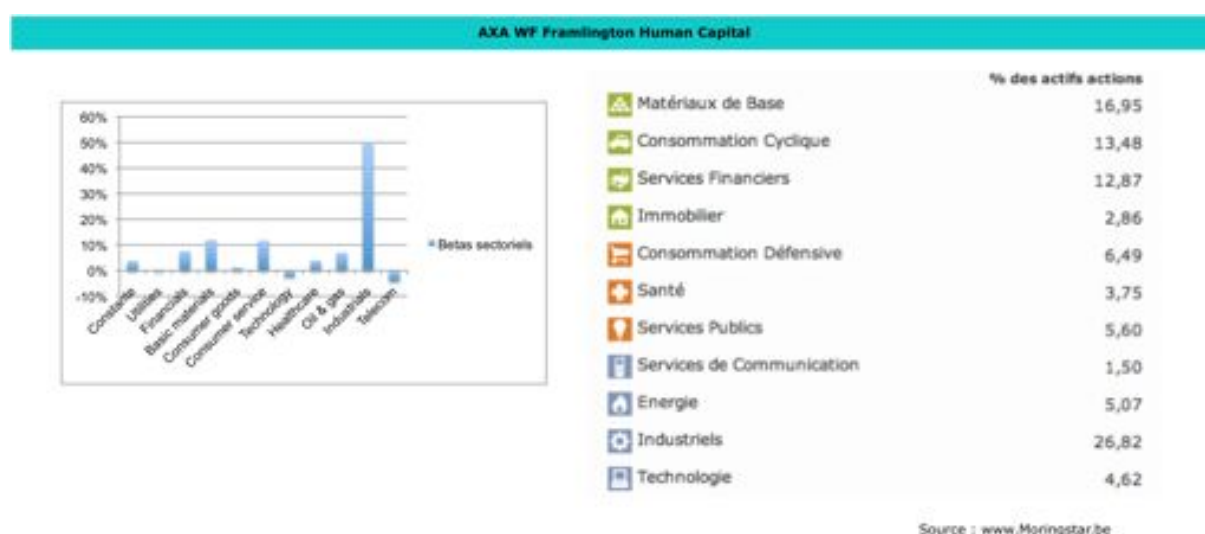 AXA WF Framlington Human Capital
60%
50%
40%
30%
20%
10%
0%
-10%
Constante
Utilities
Financials
Basic materials
Consumer goods
Consumer service
Technology
Healthcare
Oil & gas
Industrials
Telecom
Betas sectoriels
% des actifs actions
Matériaux de Base 16,95
Consommation Cyclique 13,48
Services Financiers 12,87
Immobilier 2,86
Consommation Défensive 6,49
Santé 3,75
Services Publics 5,60
Services de Communication 1,50
Energie 5,07
Industriels 26,82
Technologie 4,62
Source : www.Moringstar.be